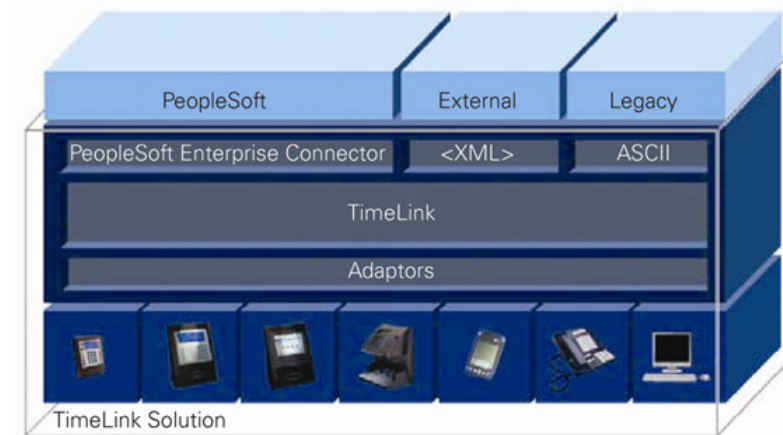 PeopleSoft External Legacy
PeopleSoft Enterprise Connector <XML> ASCII
TimeLink
Adaptors
TimeLink Solution